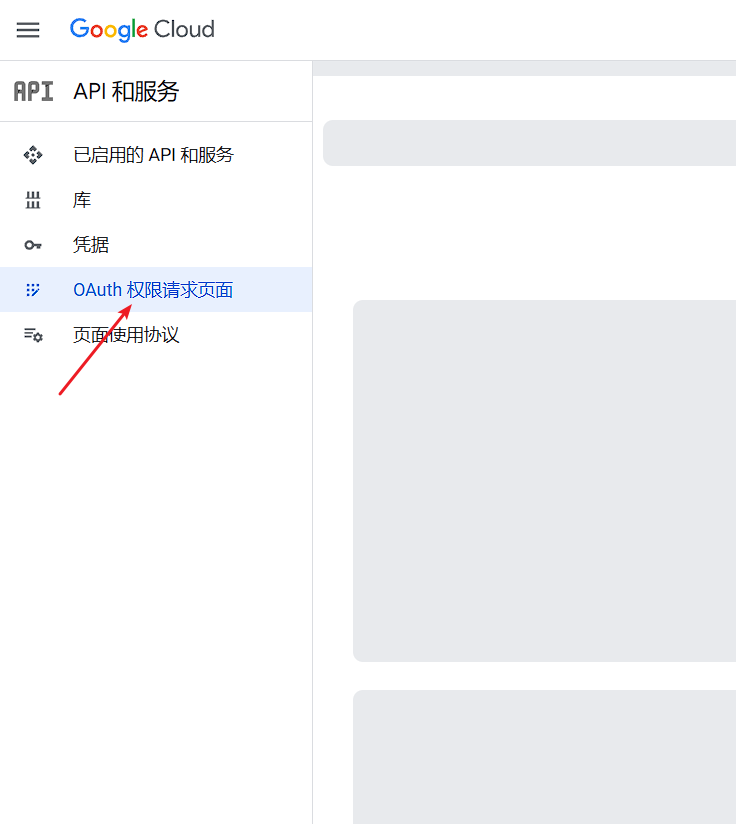 Google Cloud
API API 和服务
已启用的 API 和服务
库
凭据
OAuth 权限请求页面
页面使用协议